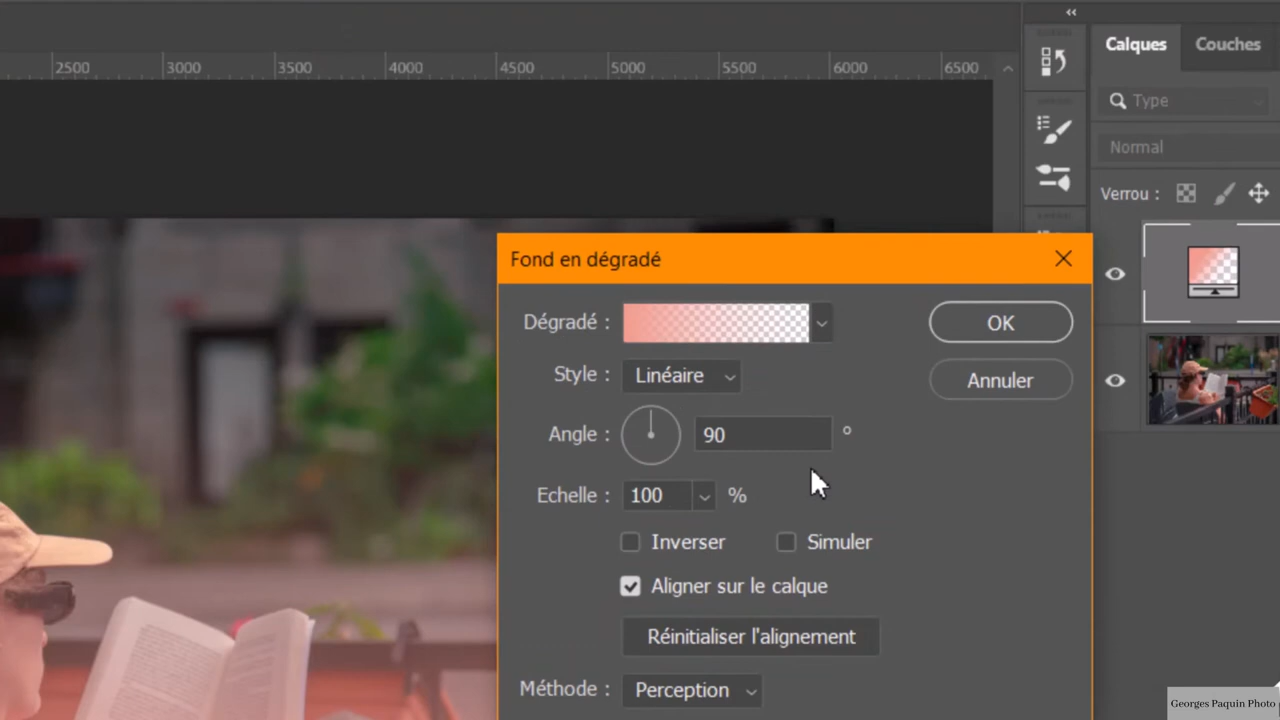 2500 3000 3500 4000 4500 5000 5500 6000 6500
Calques Couches
Type
Normal
Verrou :
Fond en dégradé
Dégradé :
OK
Style : Linéaire
Annuler
Angle : 90 °
Echelle : 100 %
Inverser Simuler
Aligner sur le calque
Réinitialiser l'alignement
Méthode : Perception
Georges Paquin Photo